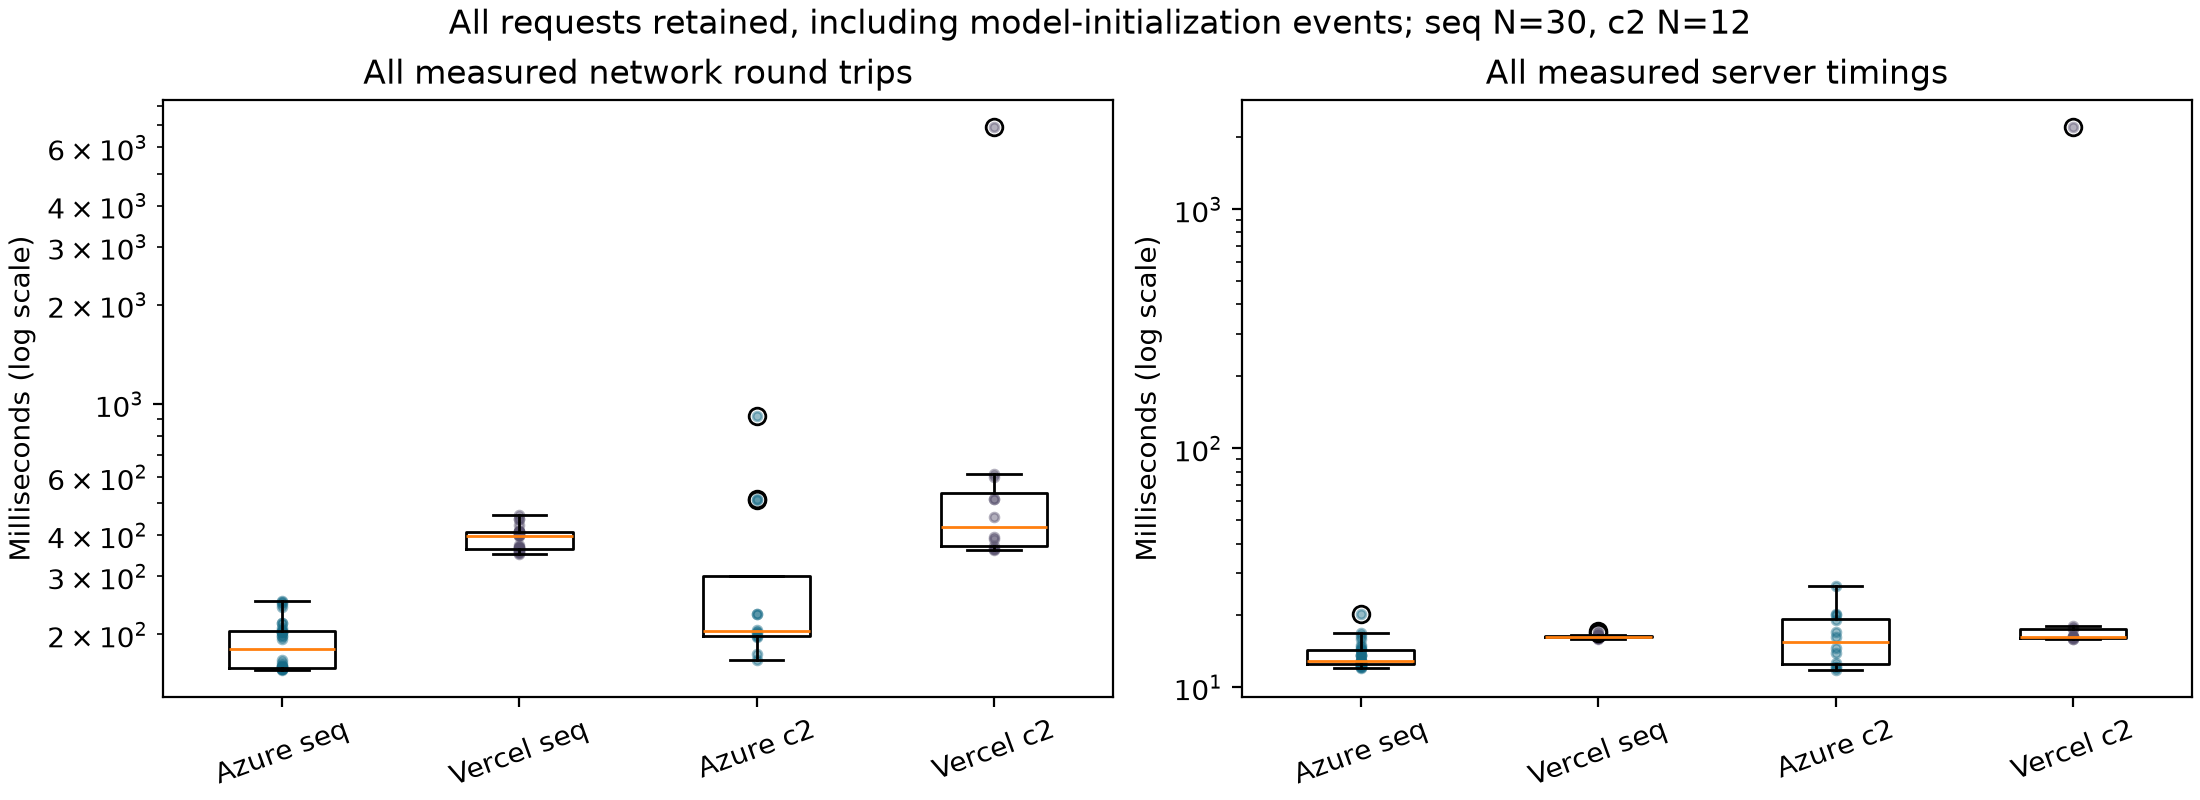 All requests retained, including model-initialization events; seq N=30, c2 N=12
All measured network round trips
Milliseconds (log scale)
6 × 10³
4 × 10³
3 × 10³
2 × 10³
10³
6 × 10²
4 × 10²
3 × 10²
2 × 10²
Azure seq
Vercel seq
Azure c2
Vercel c2
All measured server timings
Milliseconds (log scale)
10³
10²
10¹
Azure seq
Vercel seq
Azure c2
Vercel c2